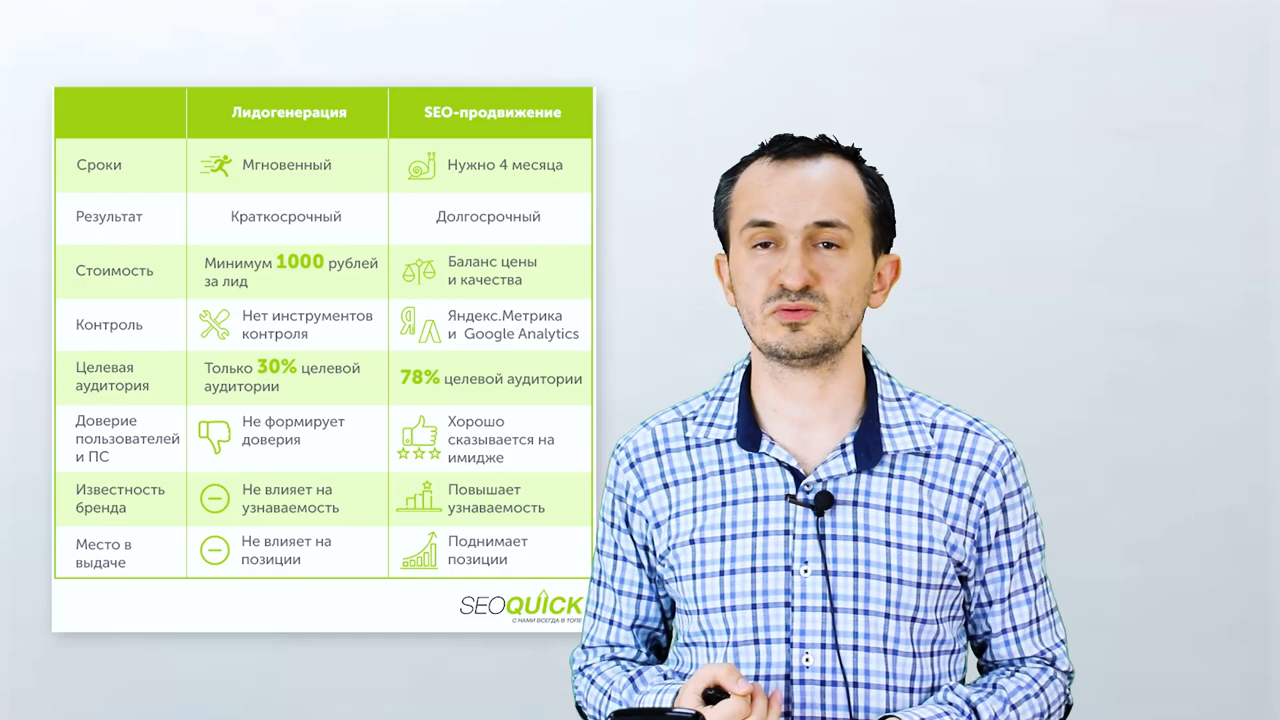 Лидогенерация SEO-продвижение
Сроки Мгновенный Нужно 4 месяца
Результат Краткосрочный Долгосрочный
Стоимость
Минимум 1000 рублей
за лид
Баланс цены
и качества
Контроль
Нет инструментов
контроля
Яндекс.Метрика
и Google Analytics
Целевая
аудитория
Только 30% целевой
аудитории
78% целевой аудитории
Доверие
пользователей
и ПС
Не формирует
доверия
Хорошо
сказывается на
имидже
Известность
бренда
Не влияет на
узнаваемость
Повышает
узнаваемость
Место в
выдаче
Не влияет на
позиции
Поднимает
позиции
SEOQUICK
С НАМИ ВСЕГДА В ТОПЕ